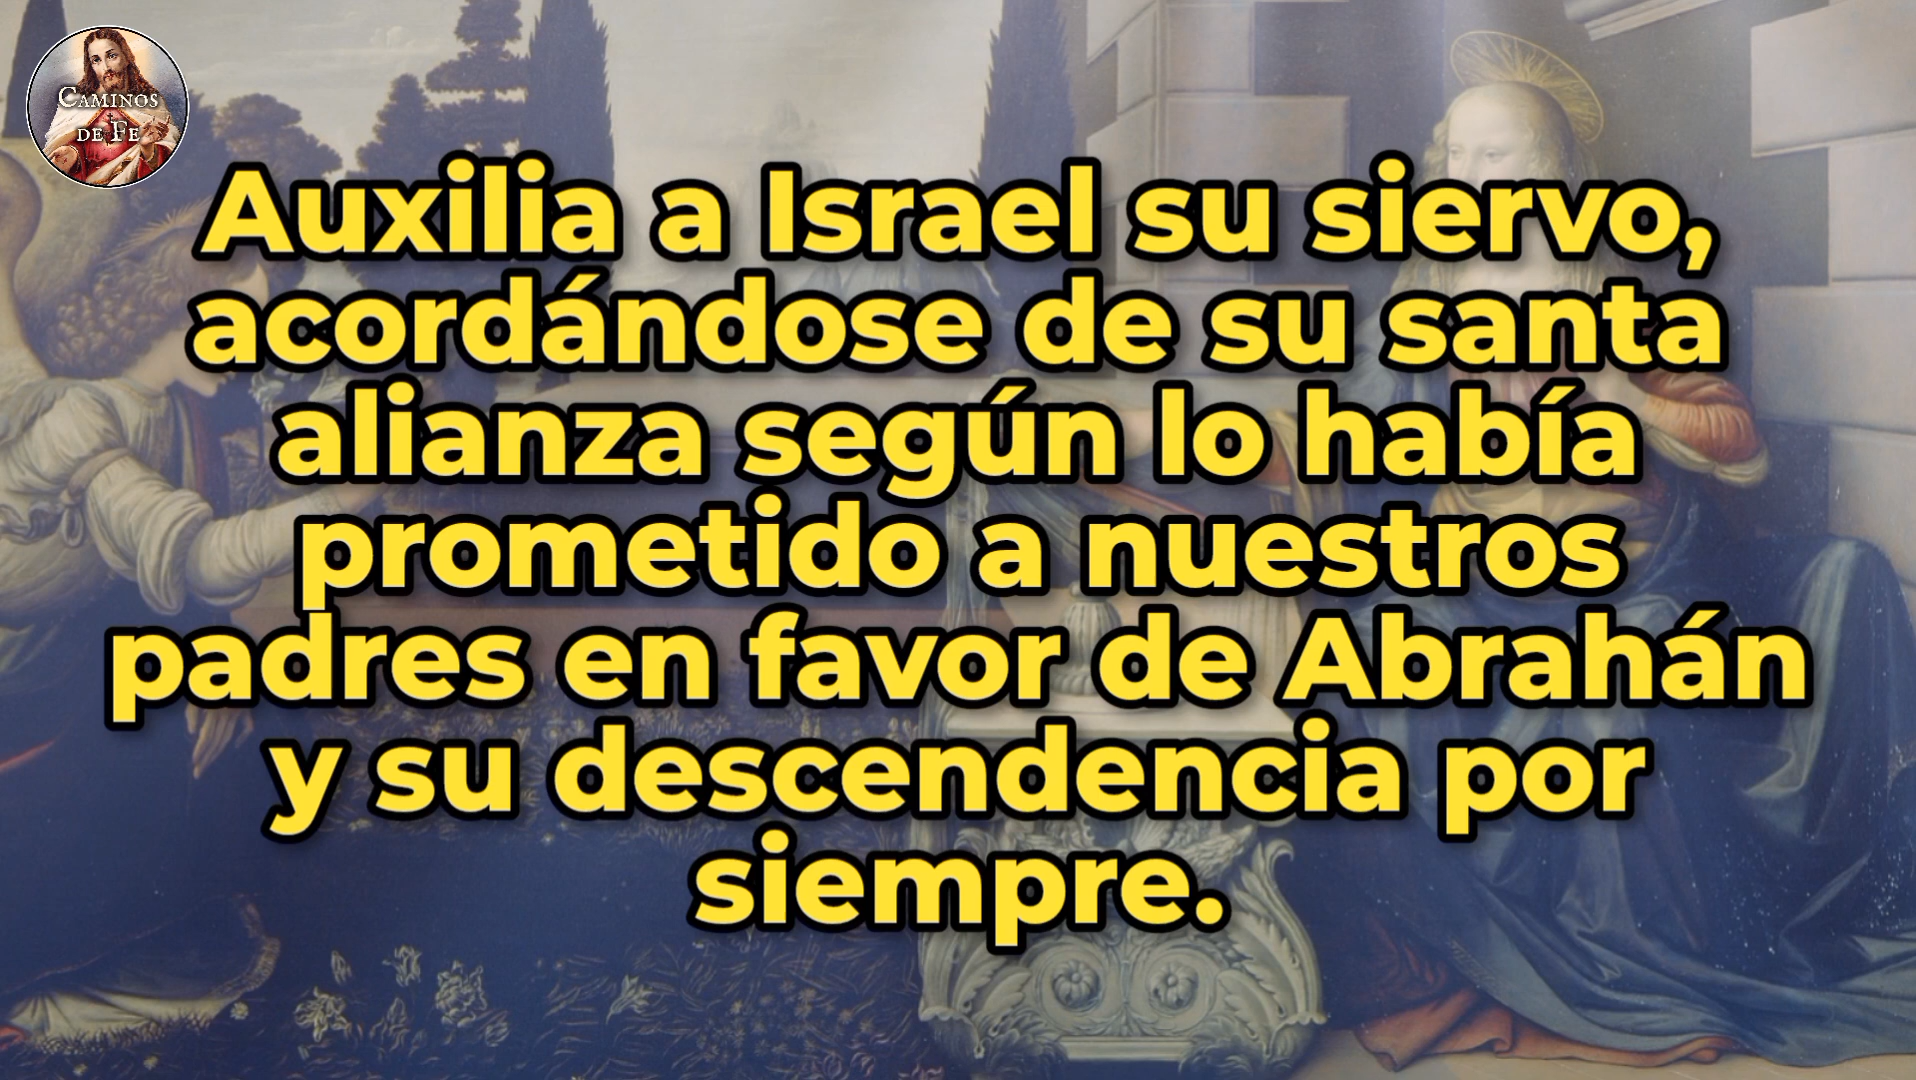 CAMINOS
DE FE
Auxilia a Israel su siervo,
acordándose de su santa
alianza según lo había
prometido a nuestros
padres en favor de Abrahán
y su descendencia por
siempre.